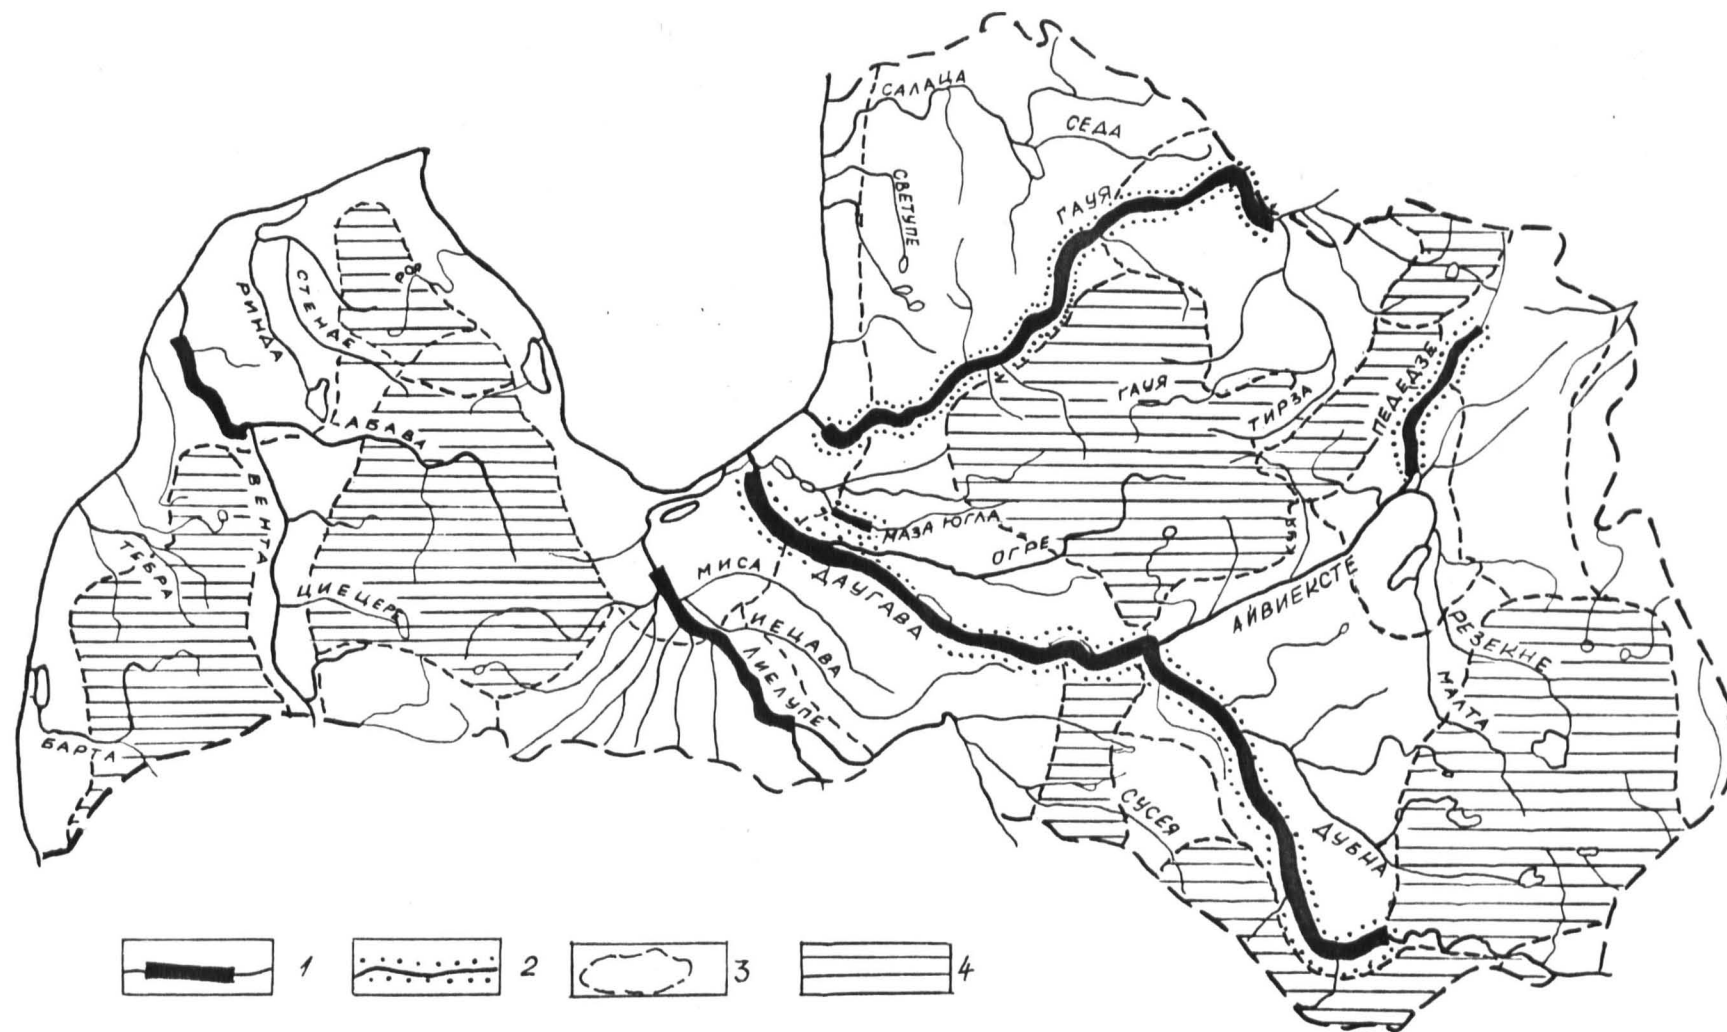 САЛАЦА
СЕДА
СВЕТУПЕ
ГАУЯ
РОЯ
СТЕНДЕ
РИНДА
ГАУЯ
ТИРЗА
ПЕДЕДЗЕ
АБАВА
ВЕНТА
МАЗА ЮГЛА
ОГРЕ
КУЯ
ТЕБРА
ЦИЕЦЕРЕ
МИСА
ДАУГАВА
АЙВИЕКСТЕ
ИЕЦАВА
ЛИЕЛУПЕ
РЕЗЕКНЕ
МАЛТА
БАРТА
СУСЕЯ
ДУБНА
1
2
3
4